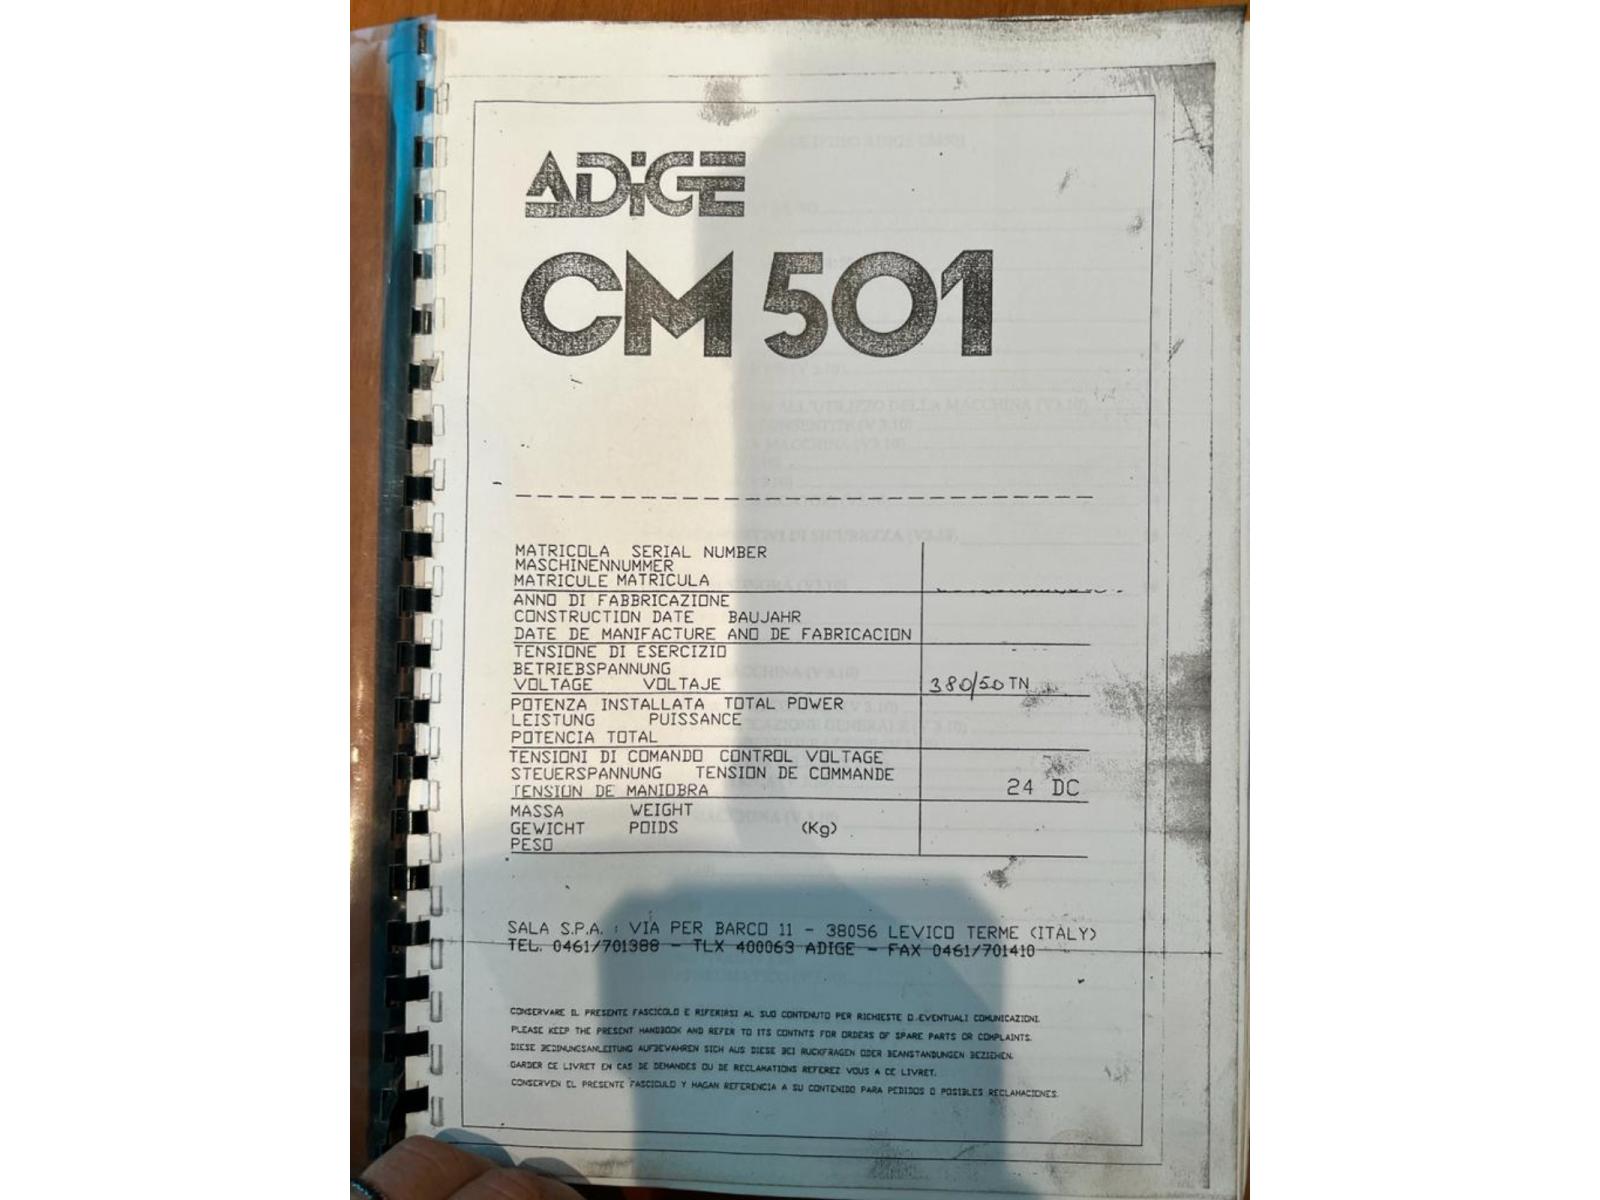 ADIGE
CM 501
MATRICOLA SERIAL NUMBER
MASCHINENNUMMER
MATRICULE MATRICULA
ANNO DI FABBRICAZIONE
CONSTRUCTION DATE BAUJAHR
DATE DE MANIFACTURE ANO DE FABRICACION
TENSIONE DI ESERCIZIO
BETRIEBSPANNUNG
VOLTAGE VOLTAJE 380/50 TN
POTENZA INSTALLATA TOTAL POWER
LEISTUNG PUISSANCE
POTENCIA TOTAL
TENSIONI DI COMANDO CONTROL VOLTAGE
STEUERSPANNUNG TENSION DE COMMANDE
TENSION DE MANIOBRA 24 DC
MASSA WEIGHT
GEWICHT POIDS (Kg)
PESO
SALA S.P.A. : VIA PER BARCO 11 - 38056 LEVICO TERME (ITALY)
TEL. 0461/701388 - TLX 400063 ADIGE - FAX 0461/701410
CONSERVARE IL PRESENTE FASCICOLO E RIFERIRSI AL SUO CONTENUTO PER RICHIESTE O EVENTUALI COMUNICAZIONI.
PLEASE KEEP THE PRESENT HANDBOOK AND REFER TO ITS CONTNTS FOR ORDERS OF SPARE PARTS OR COMPLAINTS.
DIESE BEDINUNGSANLEITUNG AUFBEWAHREN SICH AUS DIESE BEI RUCKFRAGEN ODER BEANSTANDUNGEN BEZIEHEN.
GARDER CE LIVRET EN CAS DE DEMANDES OU DE RECLAMATIONS REFEREZ VOUS A CE LIVRET.
CONSERVEN EL PRESENTE FASCICULO Y HAGAN REFERENCIA A SU CONTENIDO PARA PEDIDOS O POSIBLES RECLAMACIONES.